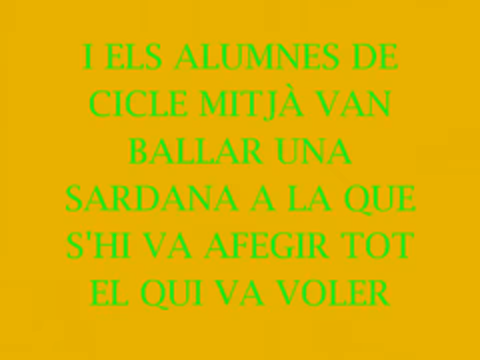 I ELS ALUMNES DE
CICLE MITJÀ VAN
BALLAR UNA
SARDANA A LA QUE
S'HI VA AFEGIR TOT
EL QUI VA VOLER